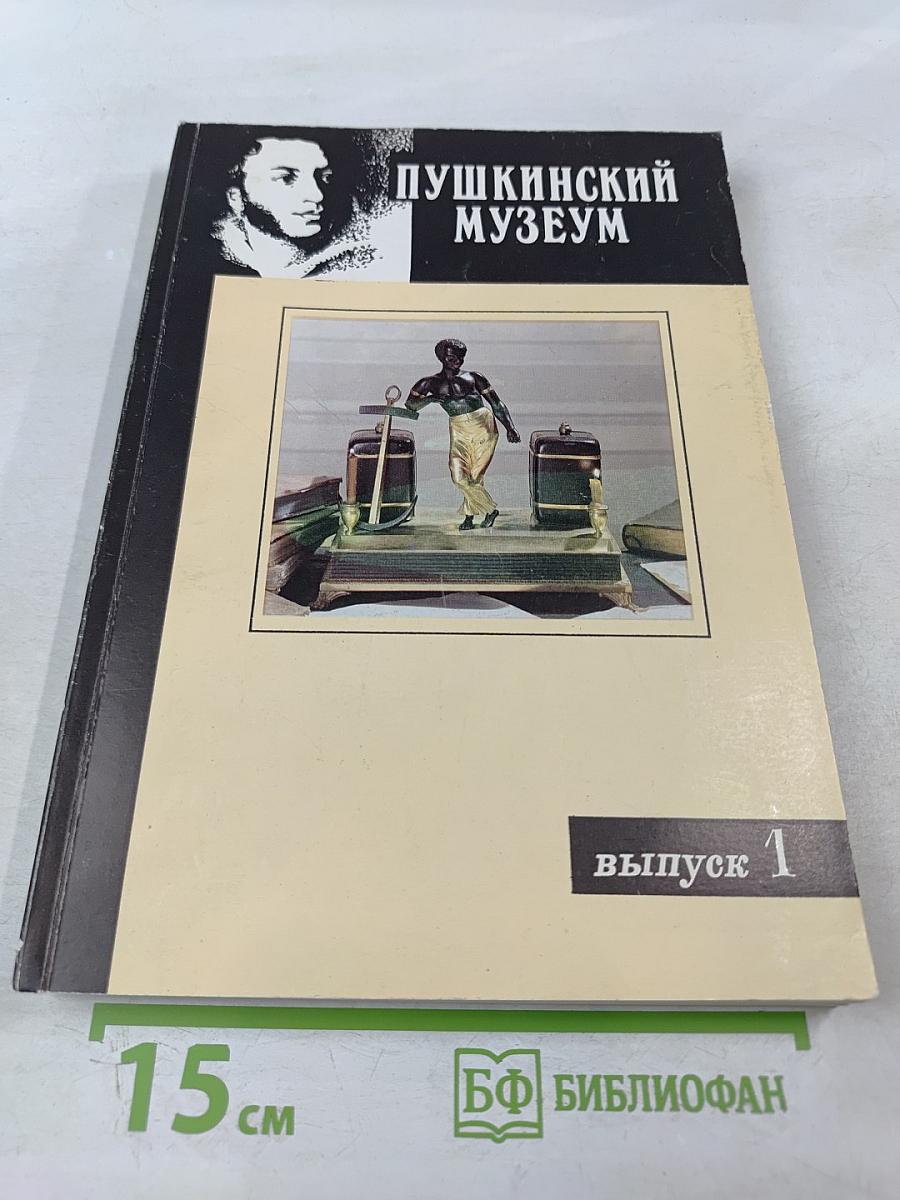 ПУШКИНСКИЙ
МУЗЕУМ
выпуск 1
15 см
БФ БИБЛИОФАН